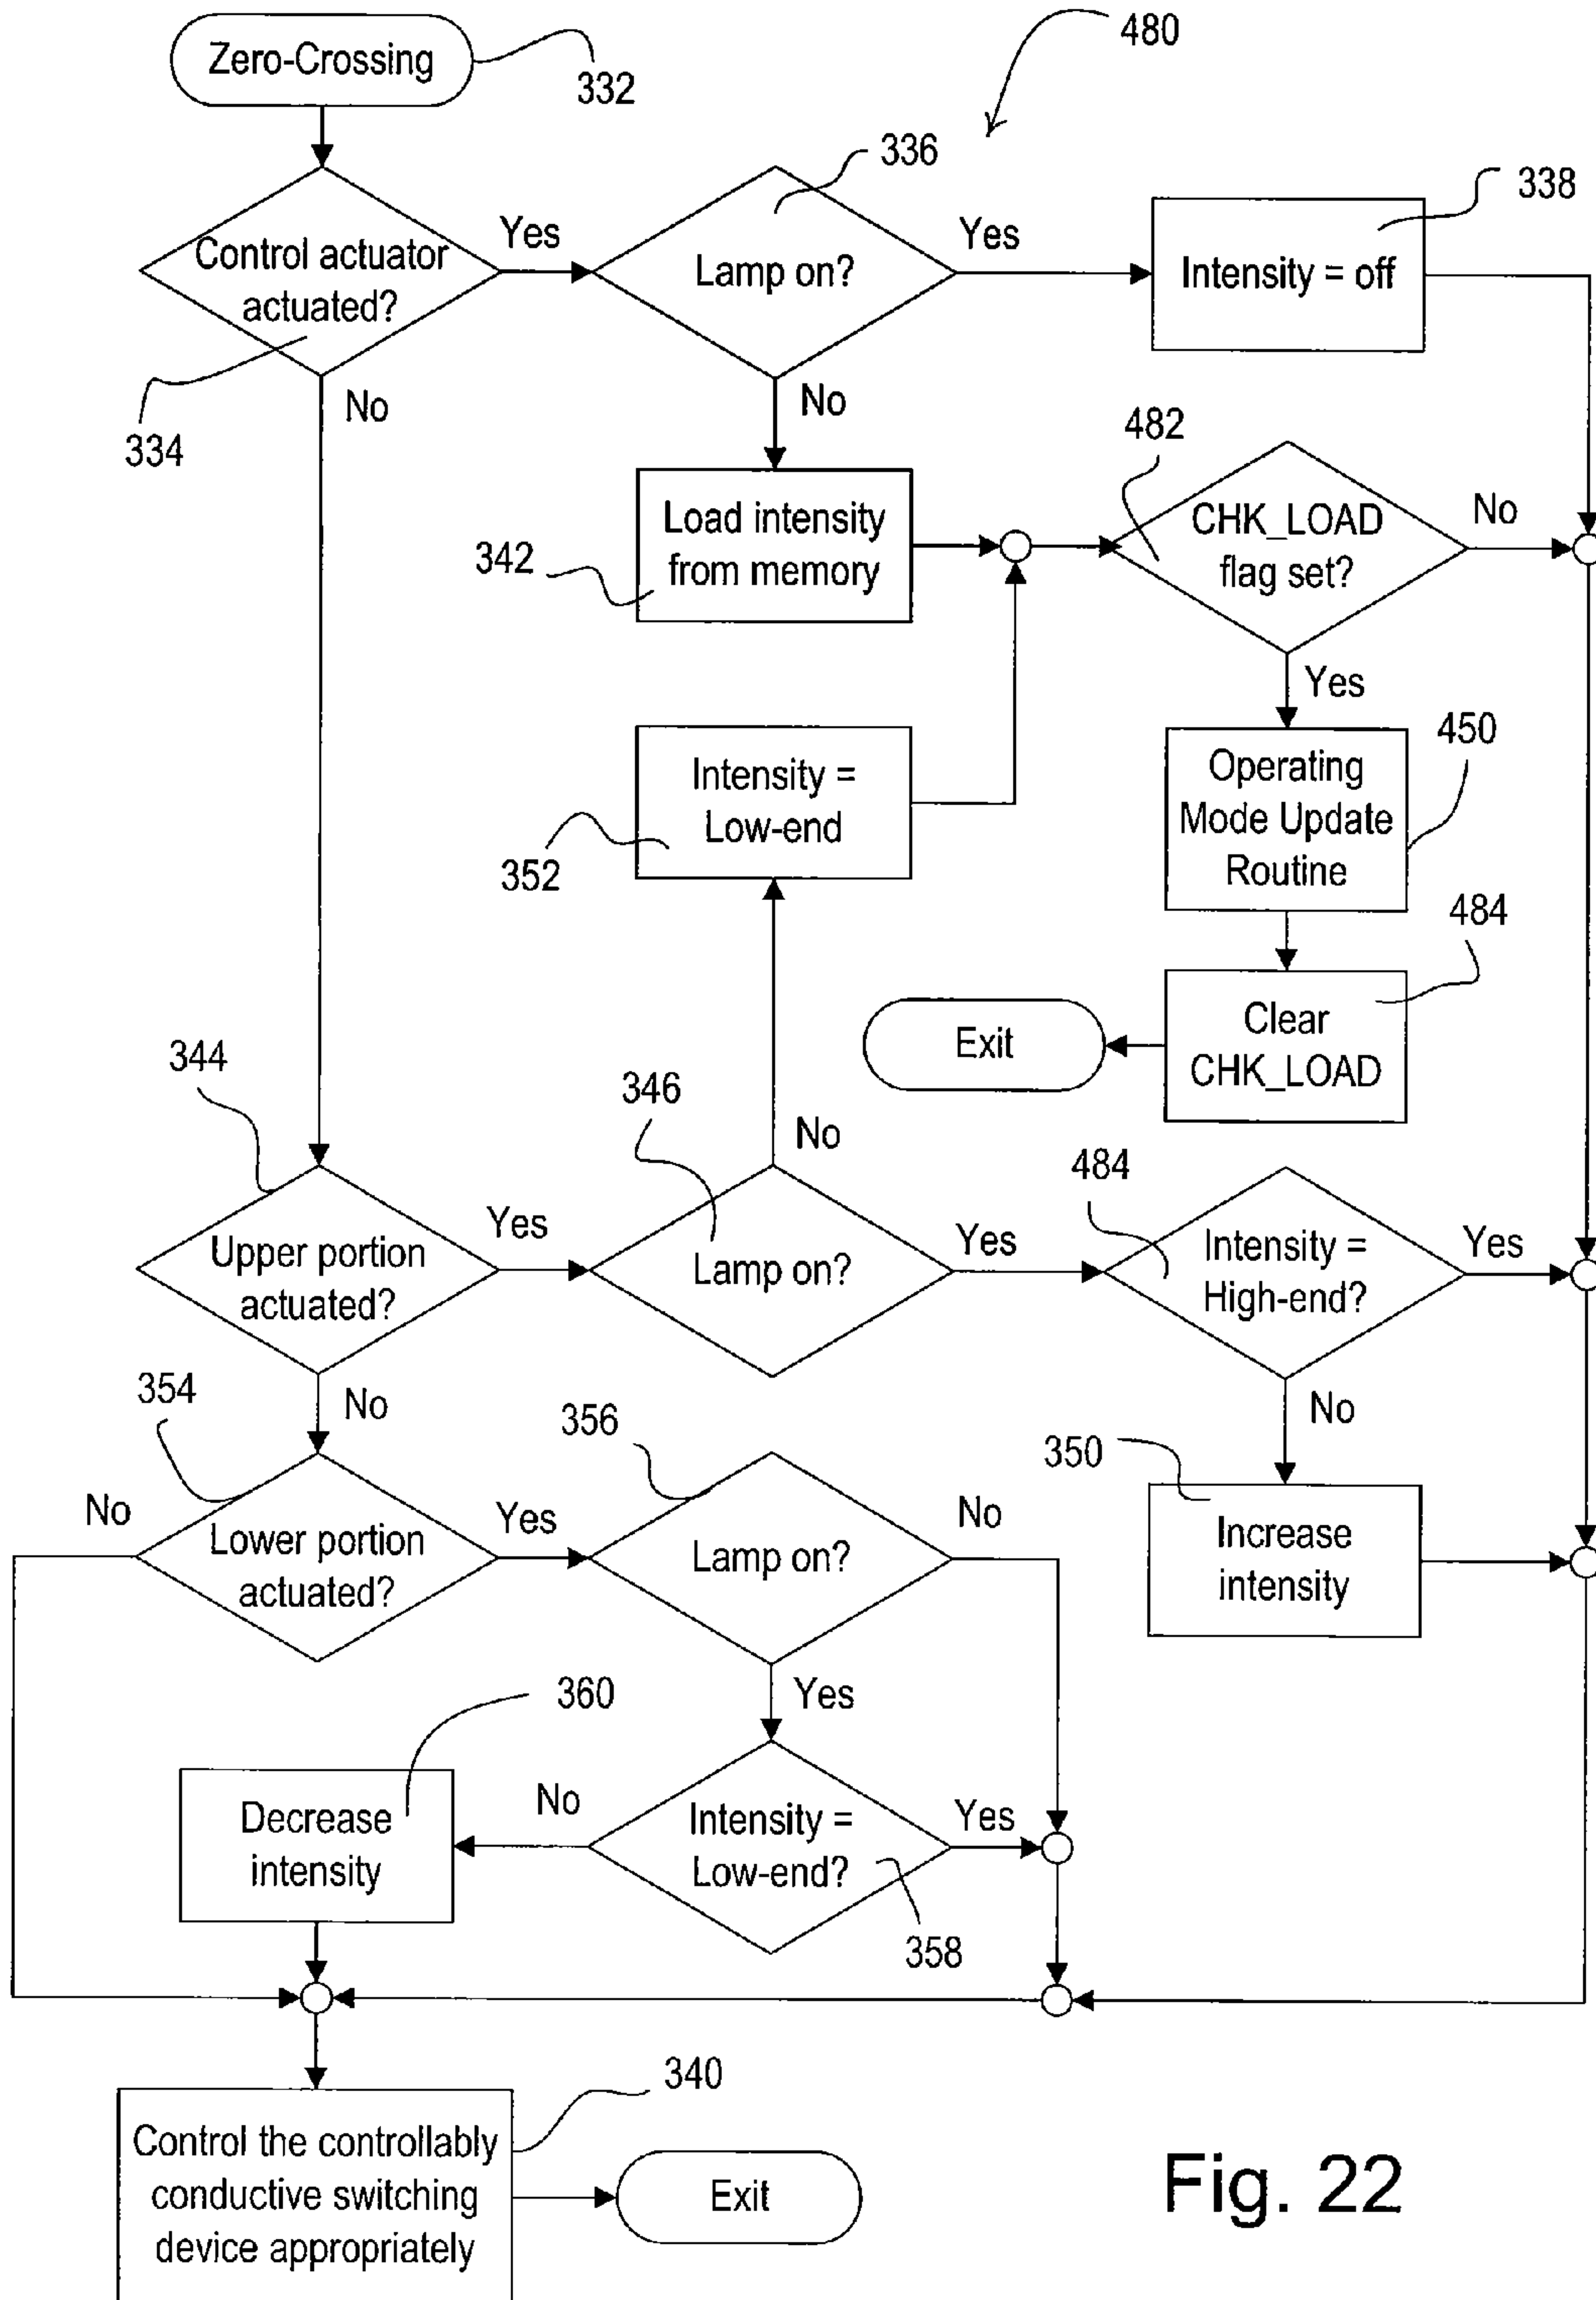 480
Zero-Crossing
332
336
338
Control actuator
actuated?
Yes
Lamp on?
Yes
Intensity = off
334
No
No
482
342
Load intensity
from memory
CHK_LOAD
flag set?
No
Yes
352
Intensity =
Low-end
450
Operating
Mode Update
Routine
484
Clear
CHK_LOAD
Exit
344
346
No
484
Upper portion
actuated?
Yes
Lamp on?
Yes
Intensity =
High-end?
Yes
No
No
354
356
350
No
Lower portion
actuated?
Yes
Lamp on?
No
Increase
intensity
Yes
360
Decrease
intensity
No
Intensity =
Low-end?
Yes
358
340
Control the controllably
conductive switching
device appropriately
Exit
Fig. 22